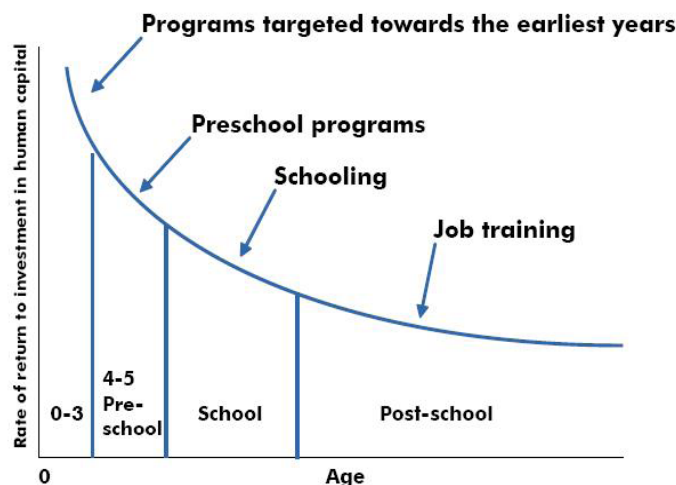 Programs targeted towards the earliest years
Preschool programs
Schooling
Job training
Rate of return to investment in human capital
0-3
4-5
Pre-
school
School
Post-school
0
Age